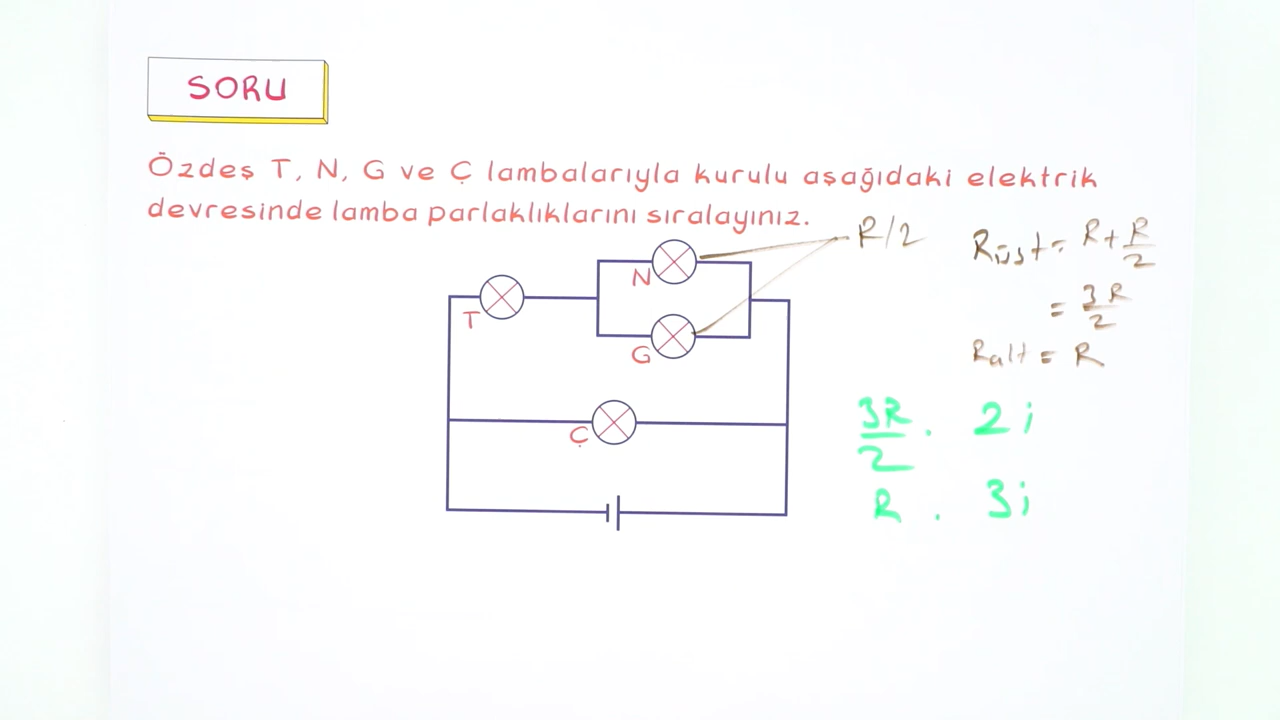 SORU
Özdeş T, N, G ve Ç lambalarıyla kurulu aşağıdaki elektrik
devresinde lamba parlaklıklarını sıralayınız.
R/2
Rüst = R + R/2
= 3R/2
Ralt = R
N
T
G
Ç
3R/2 . 2i
R . 3i